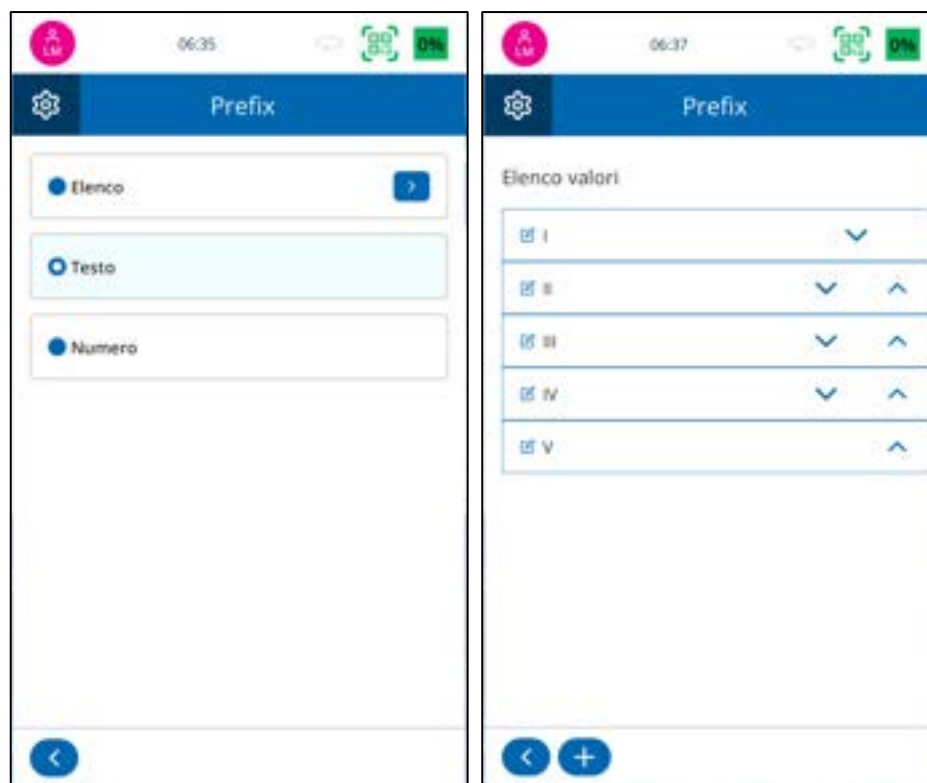 LM
06:35
0%
Prefix
Elenco
Testo
Numero
LM
06:37
0%
Prefix
Elenco valori
I
II
III
IV
V